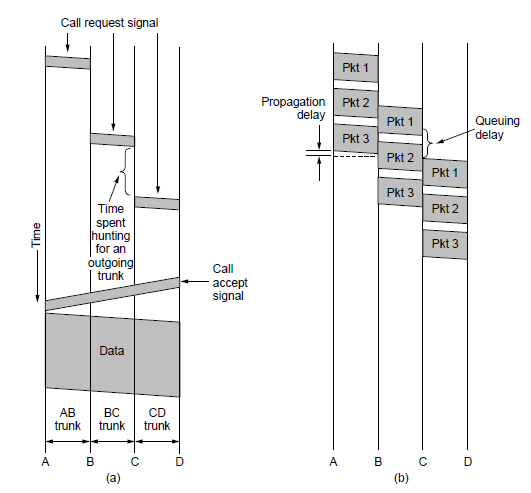 Call request signal
Time
Time
spent
hunting
for an
outgoing
trunk
Call
accept
signal
Data
AB
trunk
BC
trunk
CD
trunk
A
B
C
D
(a)
Pkt 1
Pkt 2
Pkt 3
Propagation
delay
Pkt 1
Pkt 2
Pkt 3
Queuing
delay
Pkt 1
Pkt 2
Pkt 3
A
B
C
D
(b)